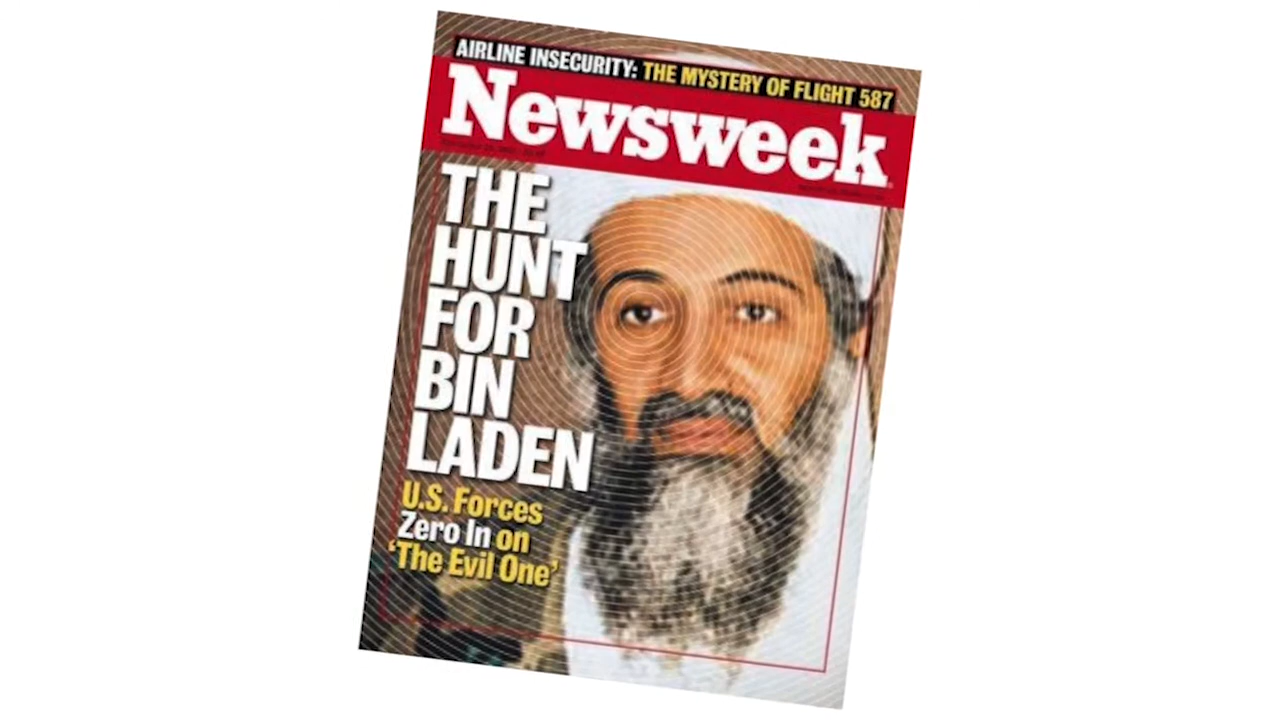 AIRLINE INSECURITY: THE MYSTERY OF FLIGHT 587
Newsweek
THE
HUNT
FOR
BIN
LADEN
U.S. Forces
Zero In on
'The Evil One'